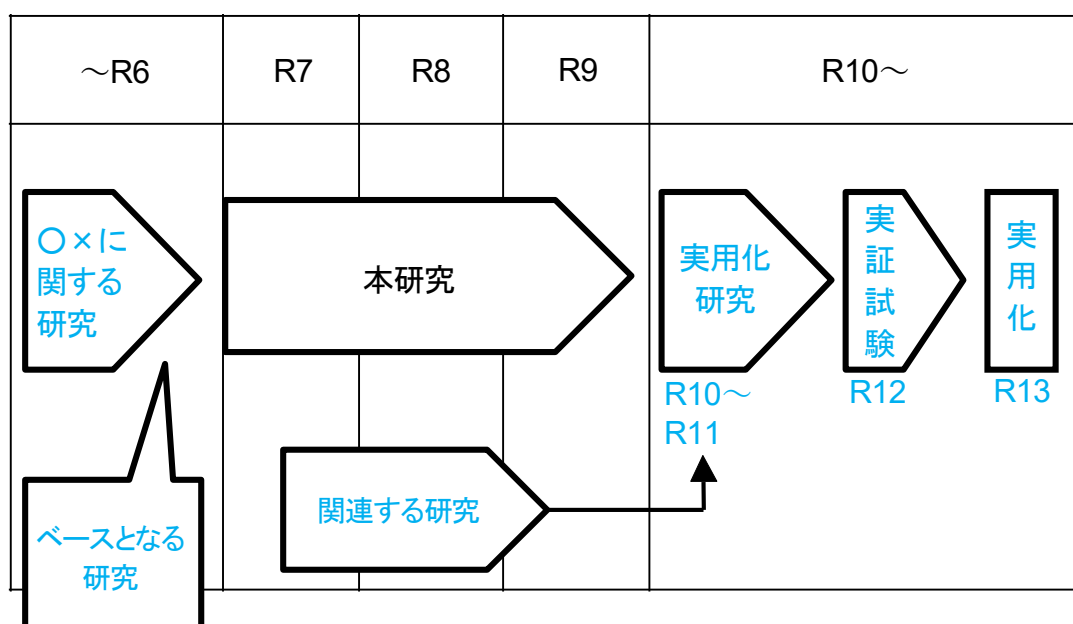 ～R6
R7
R8
R9
R10～
〇×に
関する
研究
本研究
実用化
研究
R10～
R11
実
証
試
験
R12
実
用
化
R13
関連する研究
ベースとなる
研究